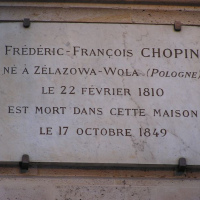 FRÉDÉRIC-FRANÇOIS CHOPIN
NÉ A ZELAZOWA-WOLA (POLOGNE)
LE 22 FÉVRIER 1810
EST MORT DANS CETTE MAISON
LE 17 OCTOBRE 1849